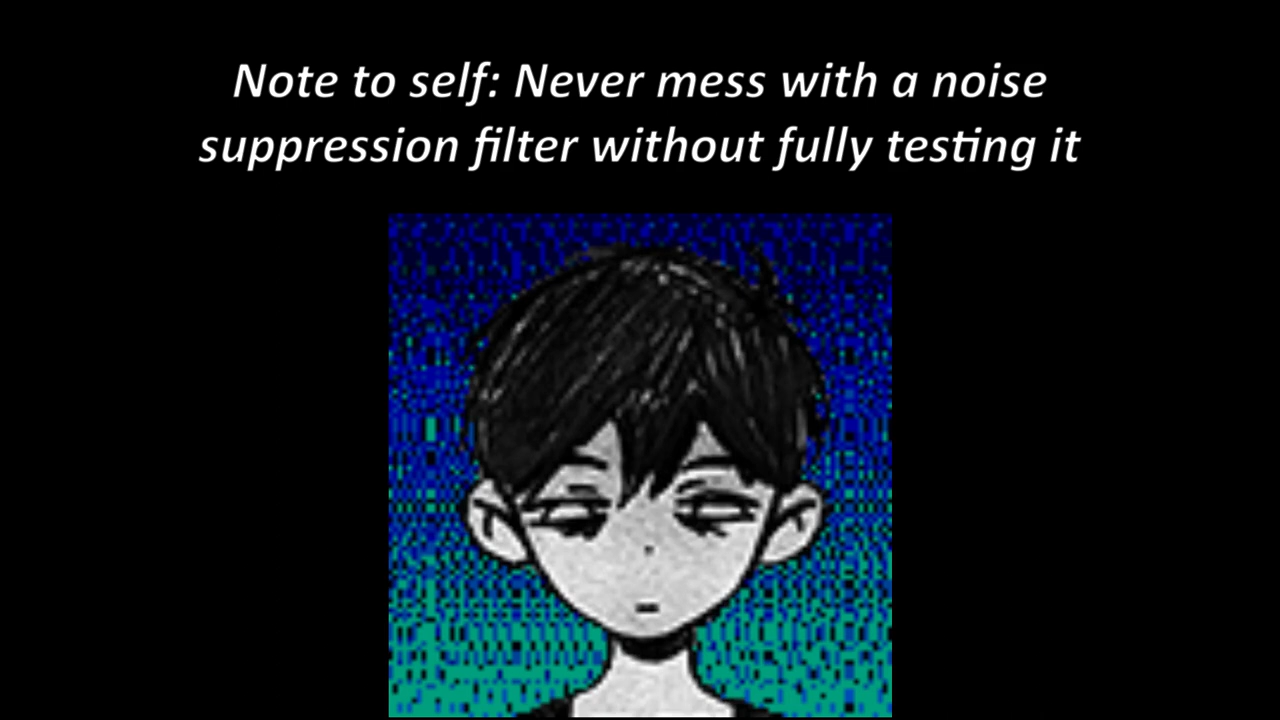 Note to self: Never mess with a noise
suppression filter without fully testing it